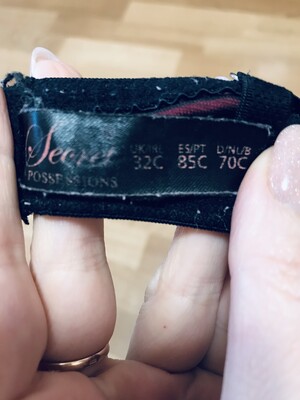 Secret
POSSESSIONS
UK/IRL ES/PT D/NL/B
32C 85C 70C